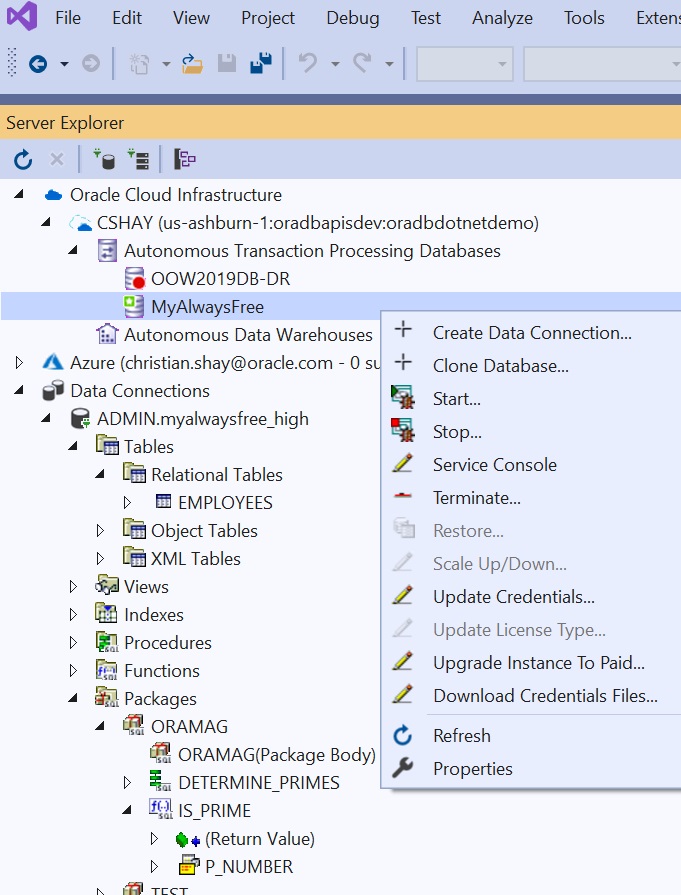 File Edit View Project Debug Test Analyze Tools Extens
Server Explorer
Oracle Cloud Infrastructure
CSHAY (us-ashburn-1:oradbapisdev:oradbdotnetdemo)
Autonomous Transaction Processing Databases
OOW2019DB-DR
MyAlwaysFree
Autonomous Data Warehouses
Azure (christian.shay@oracle.com - 0 su
Data Connections
ADMIN.myalwaysfree_high
Tables
Relational Tables
EMPLOYEES
Object Tables
XML Tables
Views
Indexes
Procedures
Functions
Packages
ORAMAG
ORAMAG(Package Body)
DETERMINE_PRIMES
IS_PRIME
(Return Value)
P_NUMBER
TEST
Create Data Connection...
Clone Database...
Start...
Stop...
Service Console
Terminate...
Restore...
Scale Up/Down...
Update Credentials...
Update License Type...
Upgrade Instance To Paid...
Download Credentials Files...
Refresh
Properties